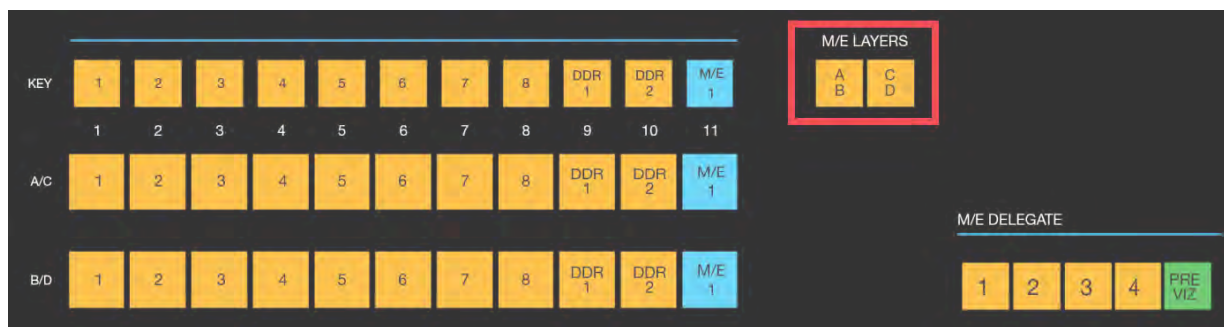 M/E LAYERS
KEY 1 2 3 4 5 6 7 8 DDR 1 DDR 2 M/E 1 A B C D
1 2 3 4 5 6 7 8 9 10 11
A/C 1 2 3 4 5 6 7 8 DDR 1 DDR 2 M/E 1
M/E DELEGATE
B/D 1 2 3 4 5 6 7 8 DDR 1 DDR 2 M/E 1
1 2 3 4 PRE VIZ